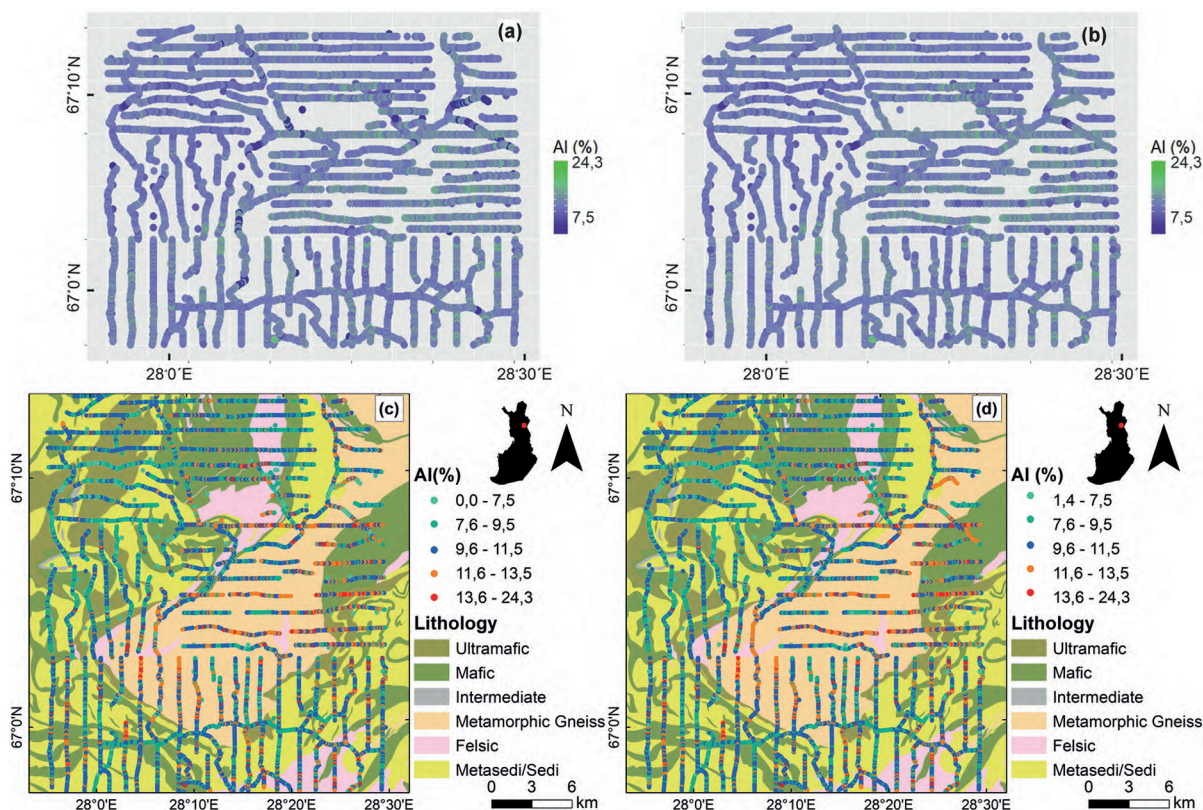 (a)
67°10'N
67°0'N
28°0'E
28°30'E
Al (%)
24,3
7,5
(b)
67°10'N
67°0'N
28°0'E
28°30'E
Al (%)
24,3
7,5
(c)
67°10'N
67°0'N
28°0'E
28°10'E
28°20'E
28°30'E
N
Al(%)
0,0 - 7,5
7,6 - 9,5
9,6 - 11,5
11,6 - 13,5
13,6 - 24,3
Lithology
Ultramafic
Mafic
Intermediate
Metamorphic Gneiss
Felsic
Metasedi/Sedi
0 3 6
km
(d)
67°10'N
67°0'N
28°0'E
28°10'E
28°20'E
28°30'E
N
Al(%)
1,4 - 7,5
7,6 - 9,5
9,6 - 11,5
11,6 - 13,5
13,6 - 24,3
Lithology
Ultramafic
Mafic
Intermediate
Metamorphic Gneiss
Felsic
Metasedi/Sedi
0 3 6
km